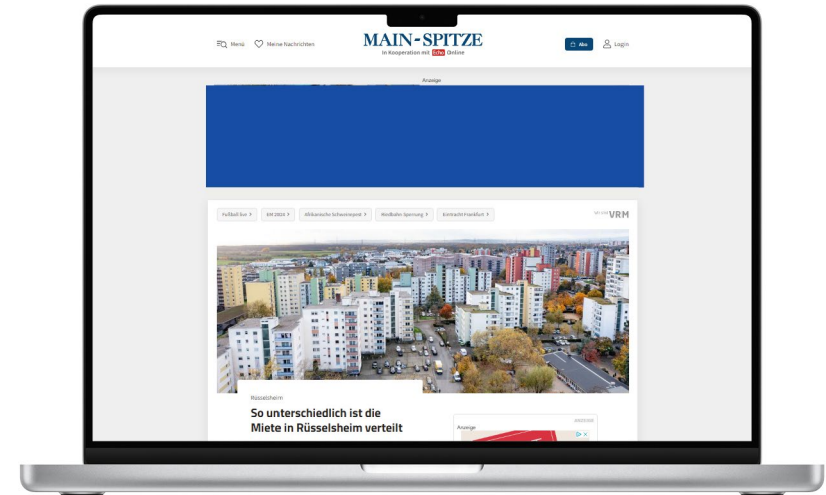 Menü
Meine Nachrichten
MAIN-SPITZE
In Kooperation mit Echo Online
Abo
Login
Anzeige
Fußball live >
EM 2024 >
Afrikanische Schweinepest >
Riedbahn-Sperrung >
Eintracht Frankfurt >
VRM
Rüsselsheim
So unterschiedlich ist die
Miete in Rüsselsheim verteilt
Anzeige